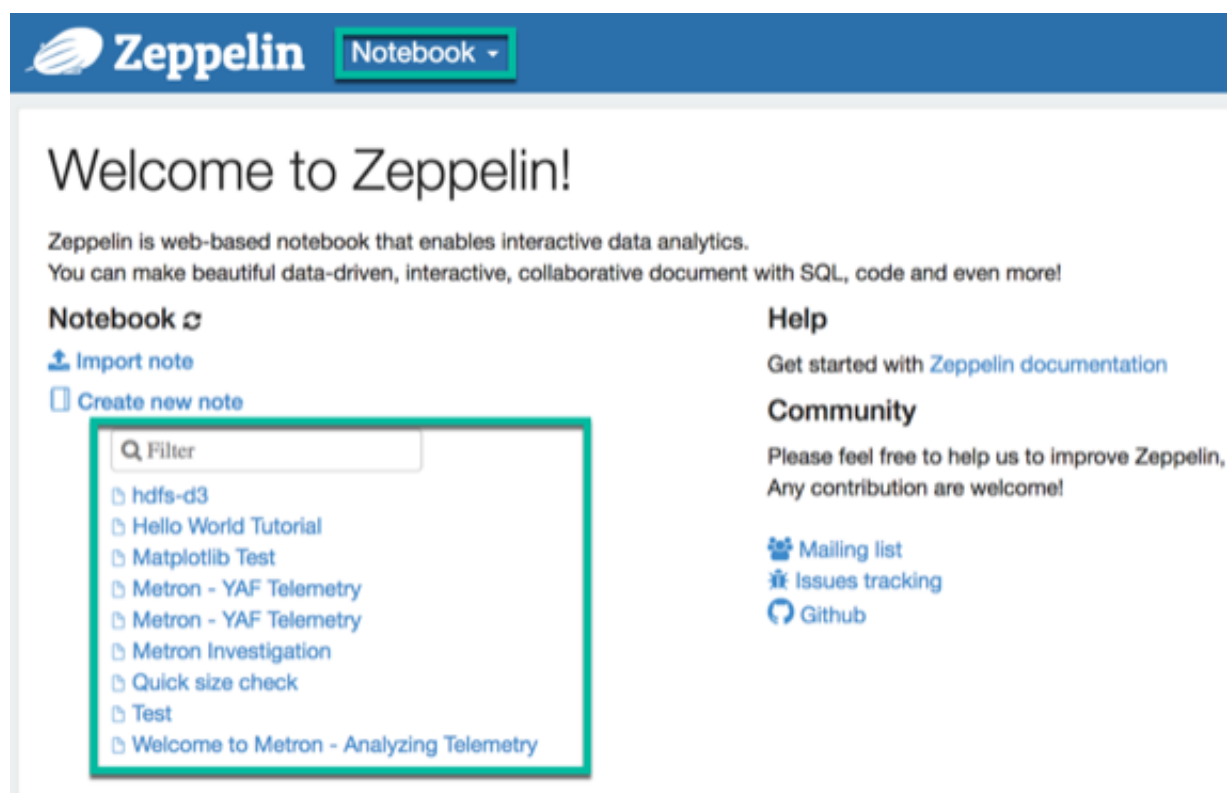 Zeppelin Notebook
Welcome to Zeppelin!
Zeppelin is web-based notebook that enables interactive data analytics.
You can make beautiful data-driven, interactive, collaborative document with SQL, code and even more!
Notebook
Import note
Create new note
Filter
hdfs-d3
Hello World Tutorial
Matplotlib Test
Metron - YAF Telemetry
Metron - YAF Telemetry
Metron Investigation
Quick size check
Test
Welcome to Metron - Analyzing Telemetry
Help
Get started with Zeppelin documentation
Community
Please feel free to help us to improve Zeppelin,
Any contribution are welcome!
Mailing list
Issues tracking
Github